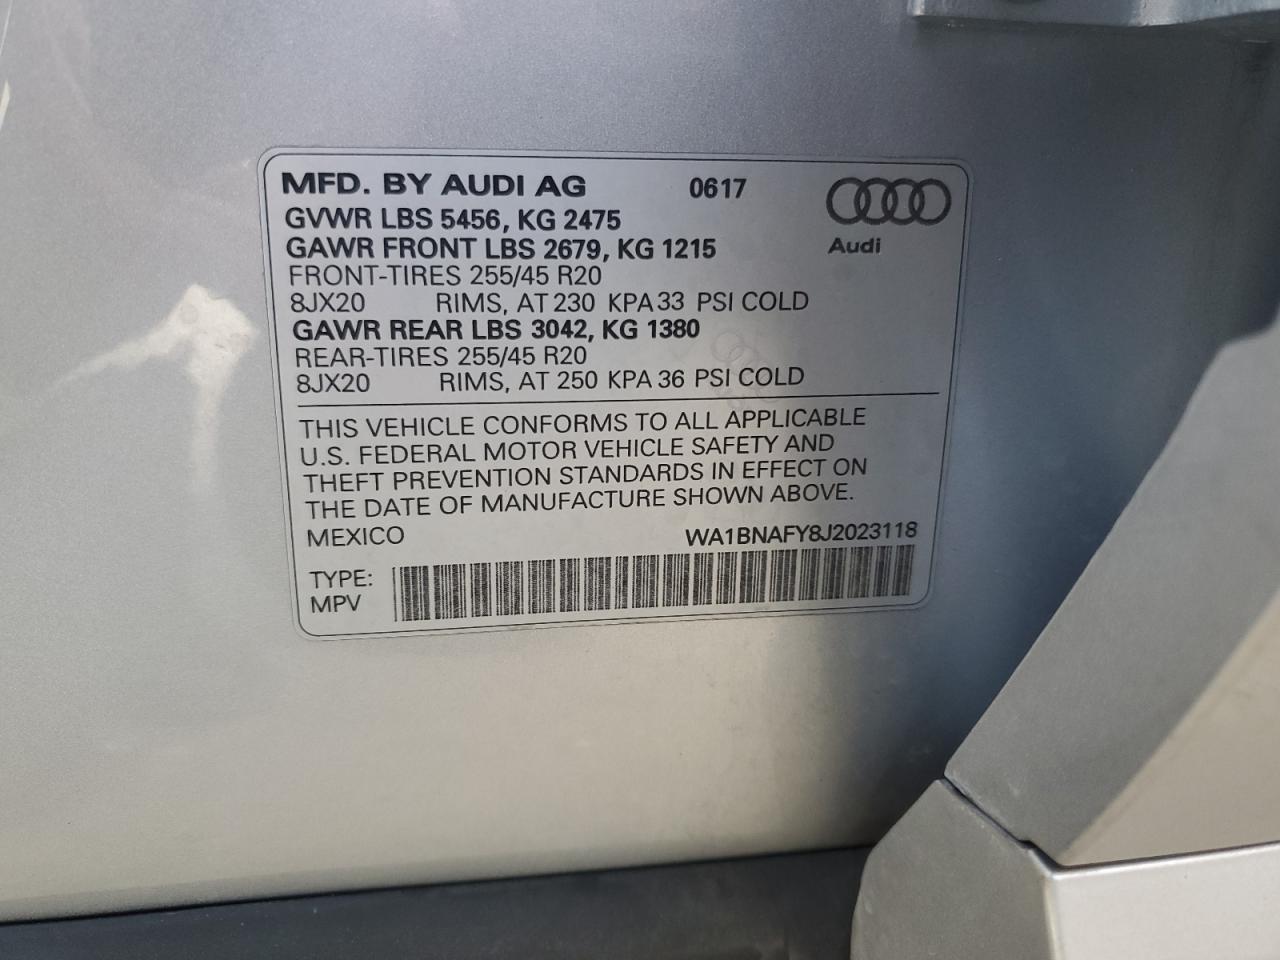 MFD. BY AUDI AG 0617
GVWR LBS 5456, KG 2475
GAWR FRONT LBS 2679, KG 1215
Audi
FRONT-TIRES 255/45 R20
8JX20 RIMS, AT 230 KPA 33 PSI COLD
GAWR REAR LBS 3042, KG 1380
REAR-TIRES 255/45 R20
8JX20 RIMS, AT 250 KPA 36 PSI COLD
THIS VEHICLE CONFORMS TO ALL APPLICABLE
U.S. FEDERAL MOTOR VEHICLE SAFETY AND
THEFT PREVENTION STANDARDS IN EFFECT ON
THE DATE OF MANUFACTURE SHOWN ABOVE.
MEXICO WA1BNAFY8J2023118
TYPE:
MPV